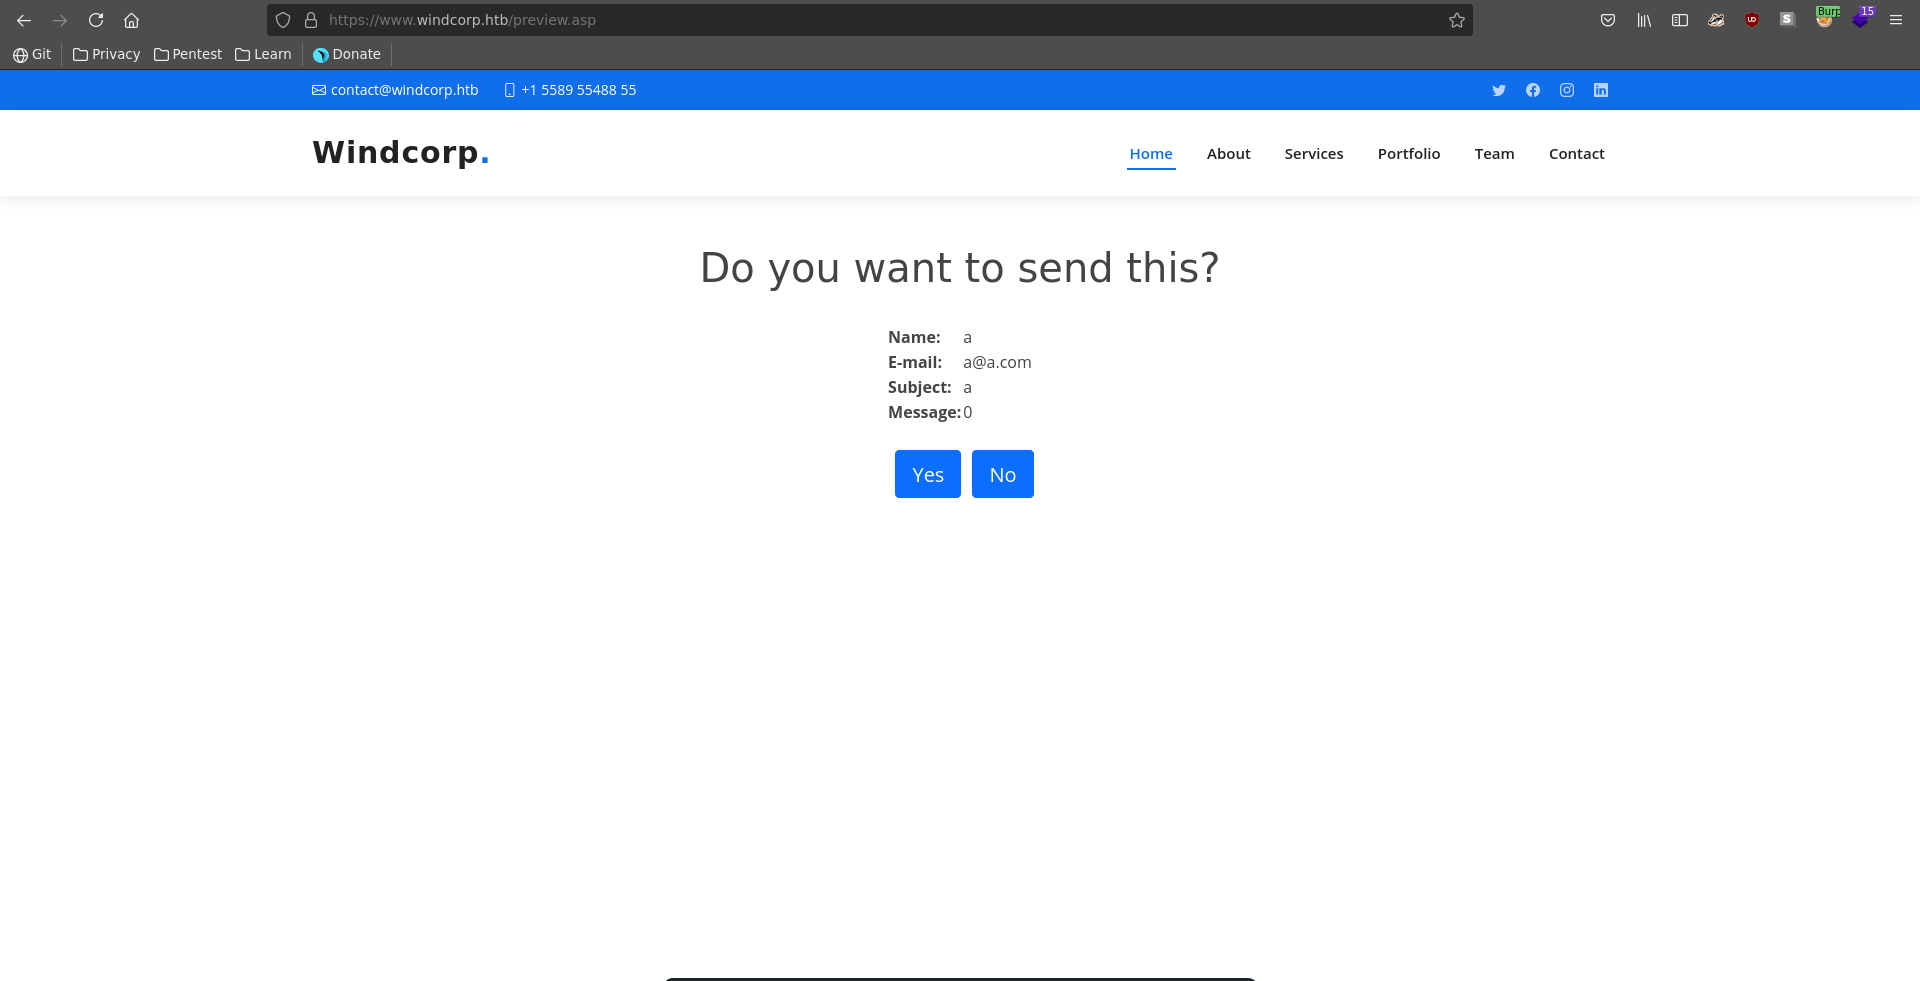 https://www.windcorp.htb/preview.asp
Burp
15
Git Privacy Pentest Learn Donate
contact@windcorp.htb +1 5589 55488 55
Windcorp.
Home About Services Portfolio Team Contact
Do you want to send this?
Name: a
E-mail: a@a.com
Subject: a
Message: 0
Yes No